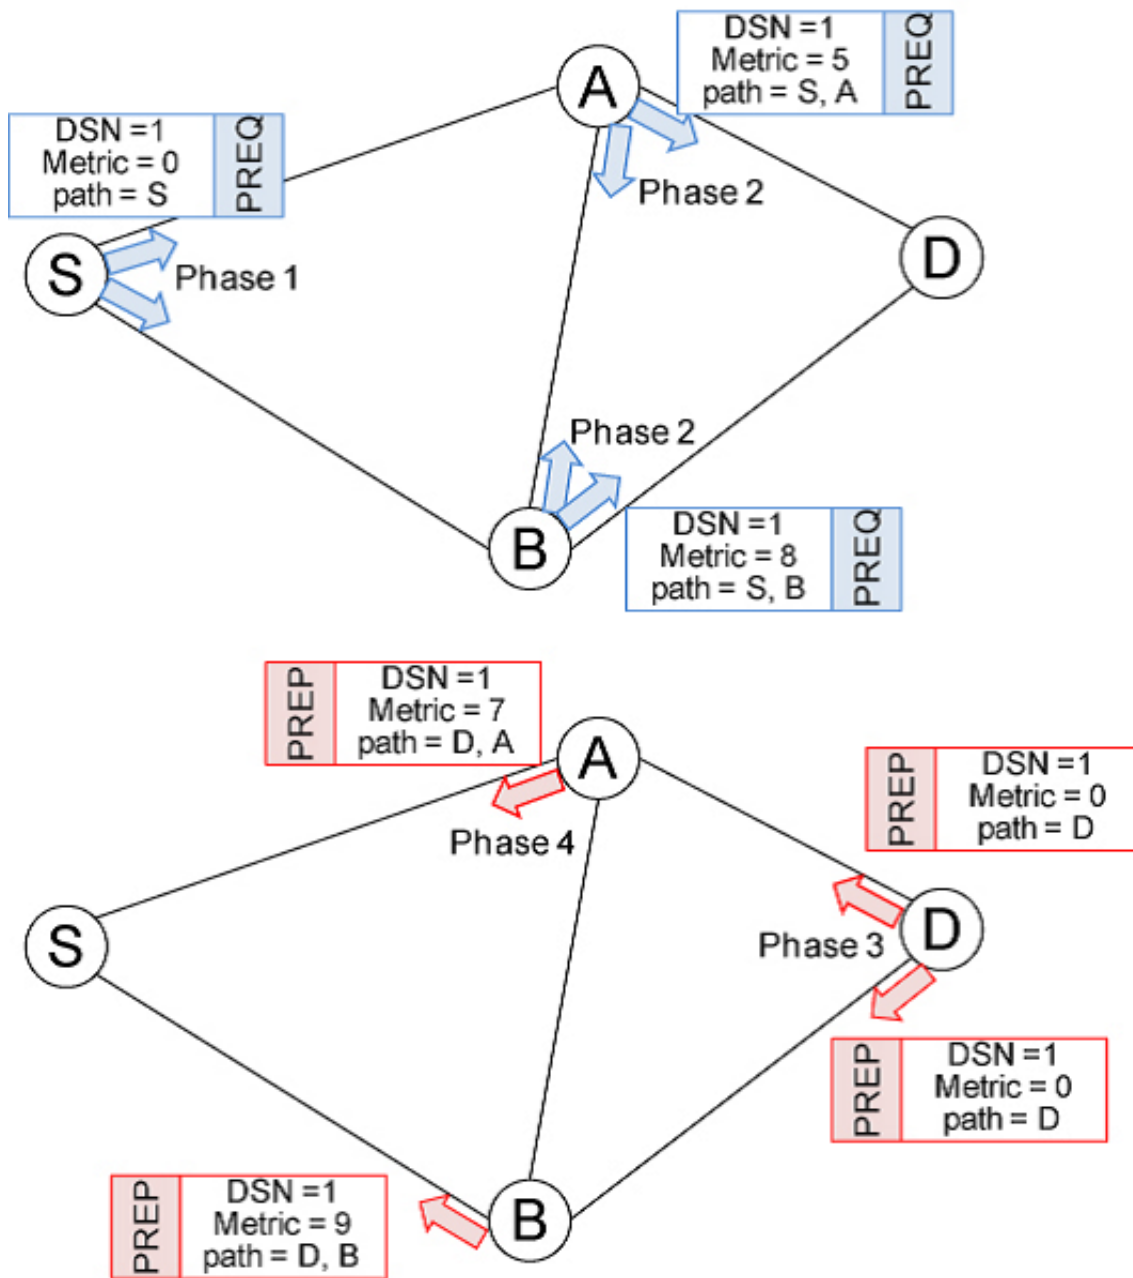 DSN =1
Metric = 5
path = S, A
PREQ
A
DSN =1
Metric = 0
path = S
PREQ
Phase 2
S
Phase 1
D
Phase 2
B
DSN =1
Metric = 8
path = S, B
PREQ
PREP
DSN =1
Metric = 7
path = D, A
A
PREP
DSN =1
Metric = 0
path = D
Phase 4
S
Phase 3
D
PREP
DSN =1
Metric = 0
path = D
PREP
DSN =1
Metric = 9
path = D, B
B